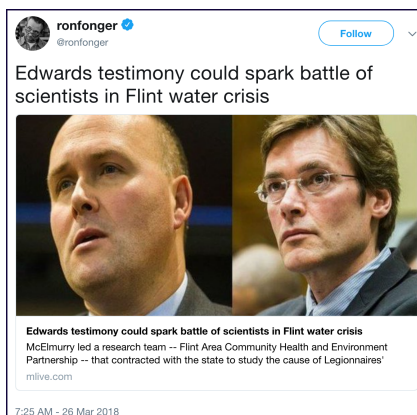 ronfonger
@ronfonger
Follow
Edwards testimony could spark battle of
scientists in Flint water crisis
Edwards testimony could spark battle of scientists in Flint water crisis
McElmurry led a research team -- Flint Area Community Health and Environment
Partnership -- that contracted with the state to study the cause of Legionnaires'
mlive.com
7:25 AM - 26 Mar 2018